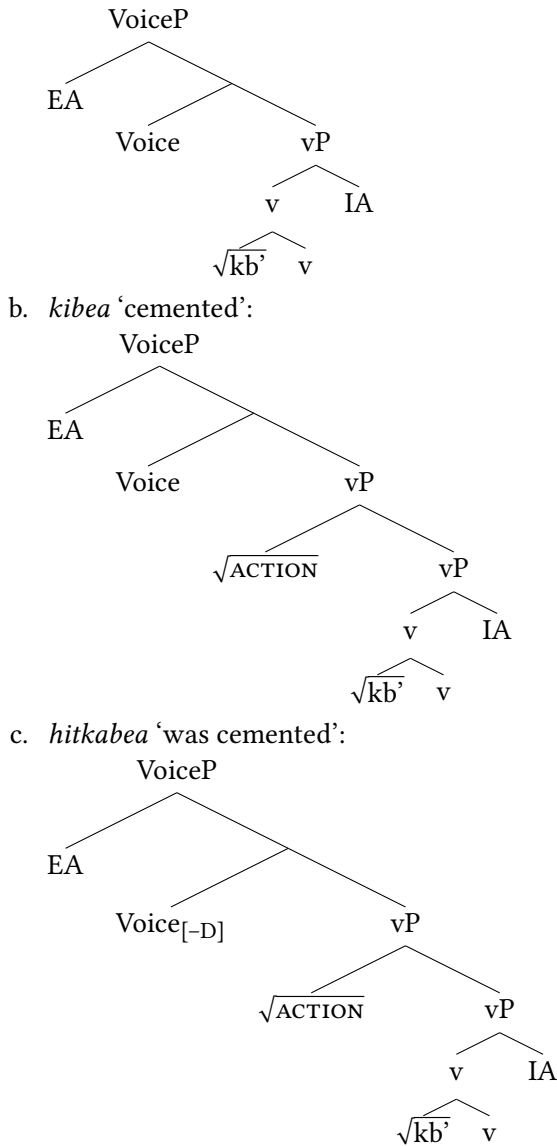 VoiceP
EA
Voice vP
v IA
√kb’ v
b. kibea ‘cemented’:
VoiceP
EA
Voice vP
√ACTION vP
v IA
√kb’ v
c. hitkabea ‘was cemented’:
VoiceP
EA
Voice[–D] vP
√ACTION vP
v IA
√kb’ v